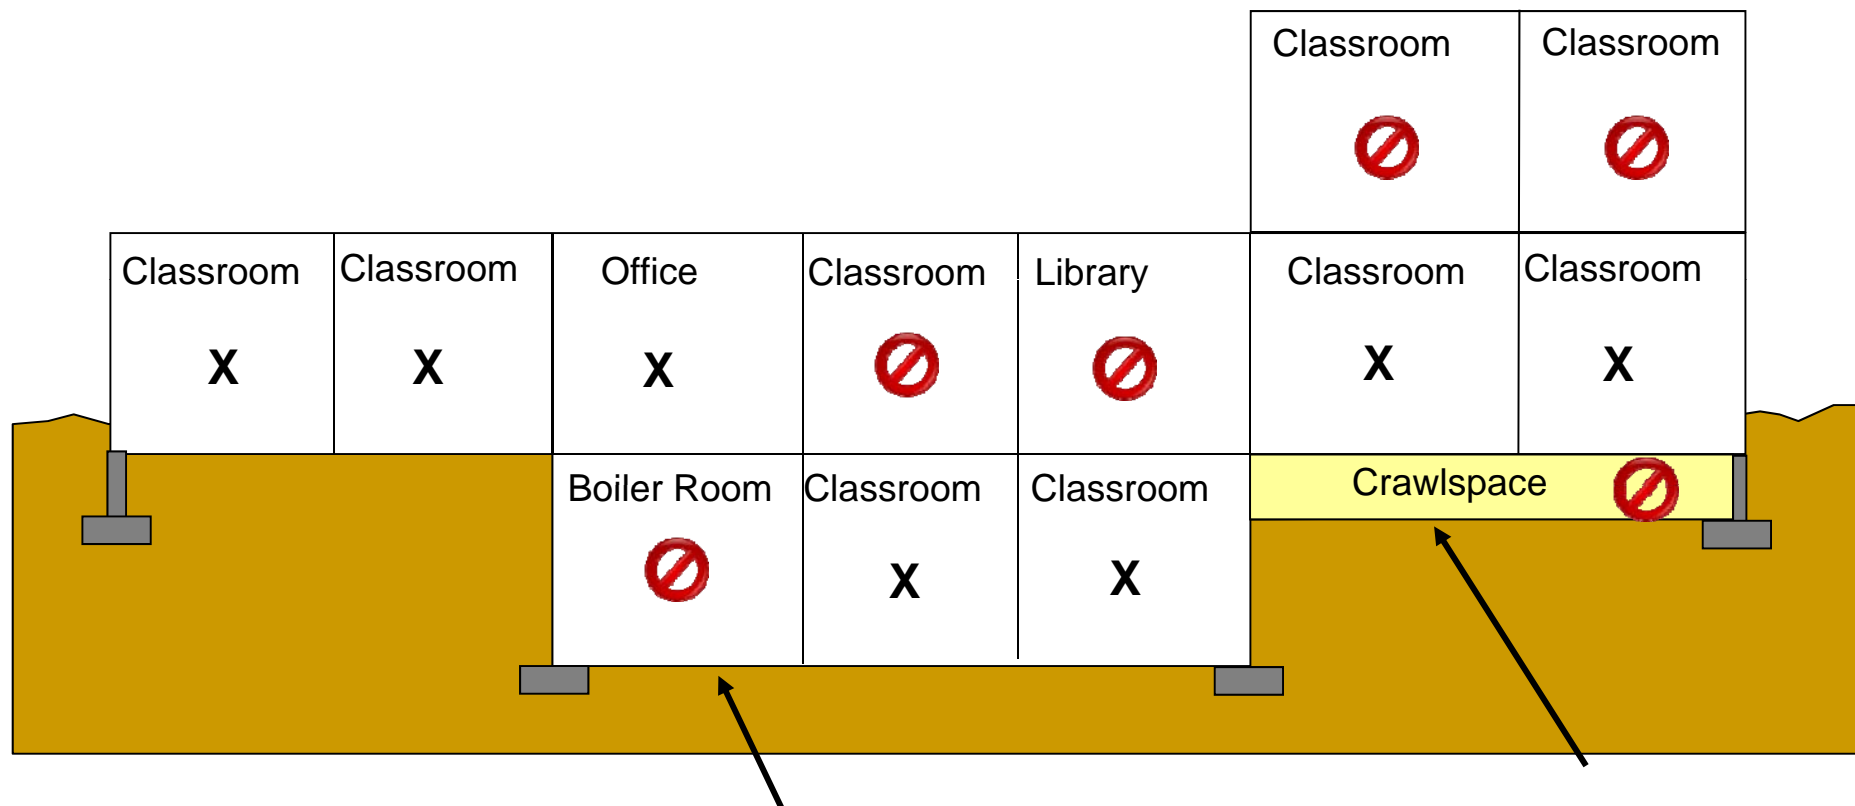 Classroom Classroom
Classroom Classroom Office Classroom Library Classroom Classroom
X X X X X
Boiler Room Classroom Classroom Crawlspace
X X